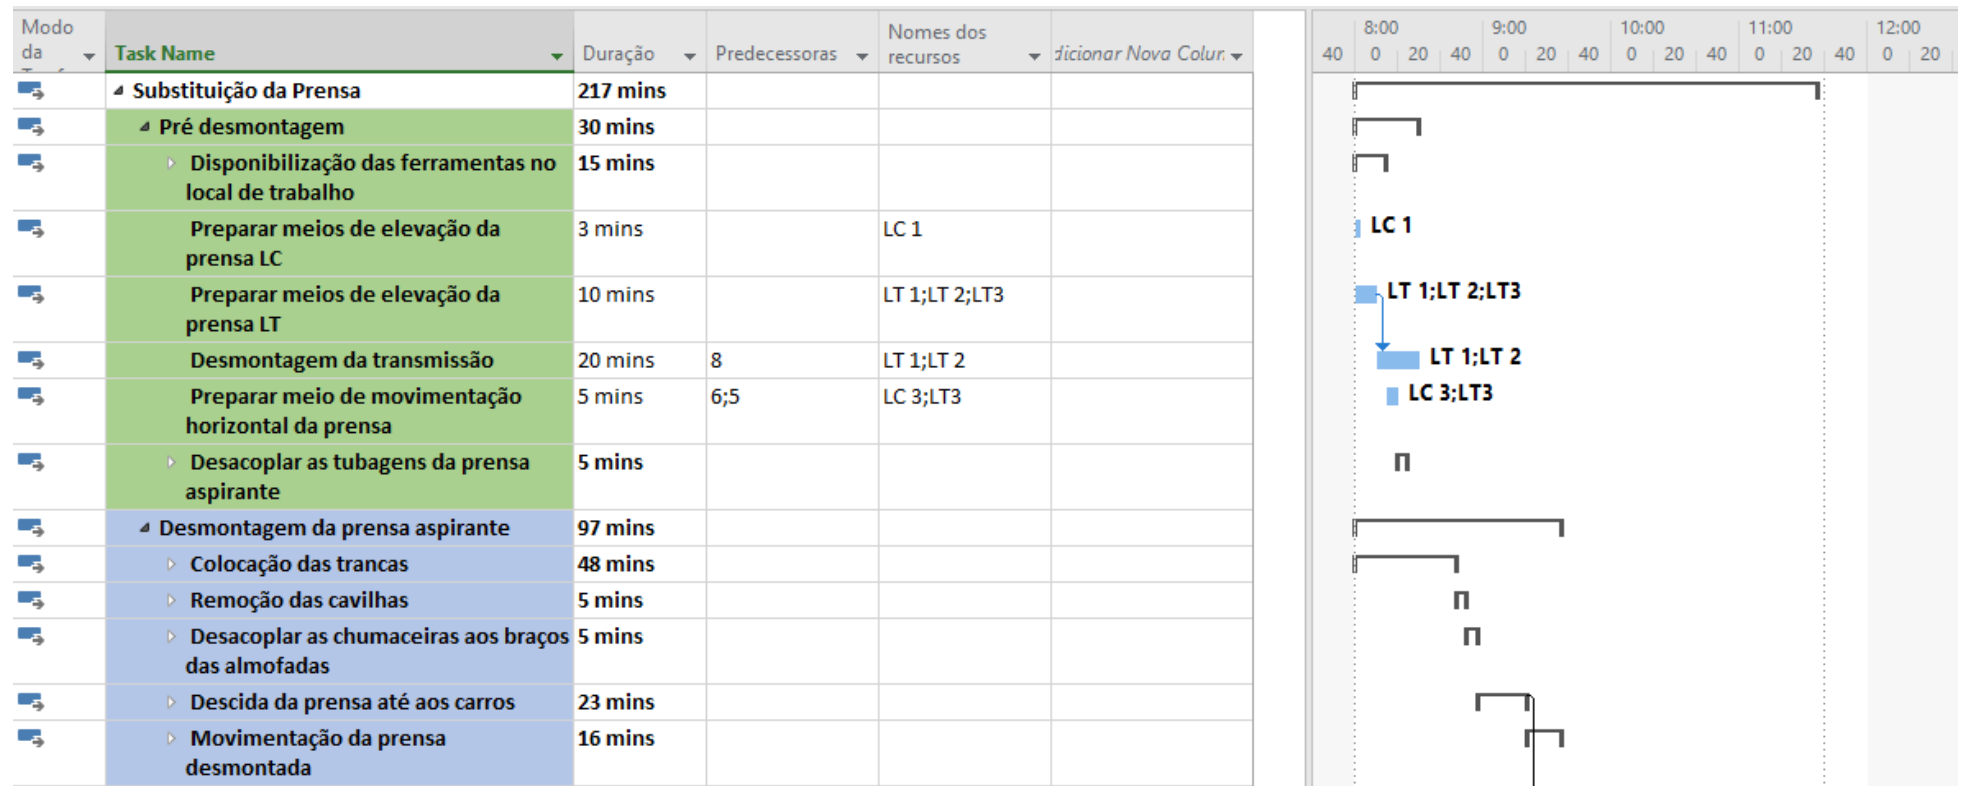 Modo
da
Task Name
Duração
Predecessoras
Nomes dos
recursos
dicionar Nova Colur
8:00 9:00 10:00 11:00 12:00
40 0 20 40 0 20 40 0 20 40 0 20 40 0 20
Substituição da Prensa 217 mins
Pré desmontagem 30 mins
Disponibilização das ferramentas no 15 mins
local de trabalho
Preparar meios de elevação da 3 mins LC 1 LC 1
prensa LC
Preparar meios de elevação da 10 mins LT 1;LT 2;LT3 LT 1;LT 2;LT3
prensa LT
Desmontagem da transmissão 20 mins 8 LT 1;LT 2 LT 1;LT 2
Preparar meio de movimentação 5 mins 6;5 LC 3;LT3 LC 3;LT3
horizontal da prensa
Desacoplar as tubagens da prensa 5 mins
aspirante
Desmontagem da prensa aspirante 97 mins
Colocação das trancas 48 mins
Remoção das cavilhas 5 mins
Desacoplar as chumaceiras aos braços 5 mins
das almofadas
Descida da prensa até aos carros 23 mins
Movimentação da prensa 16 mins
desmontada